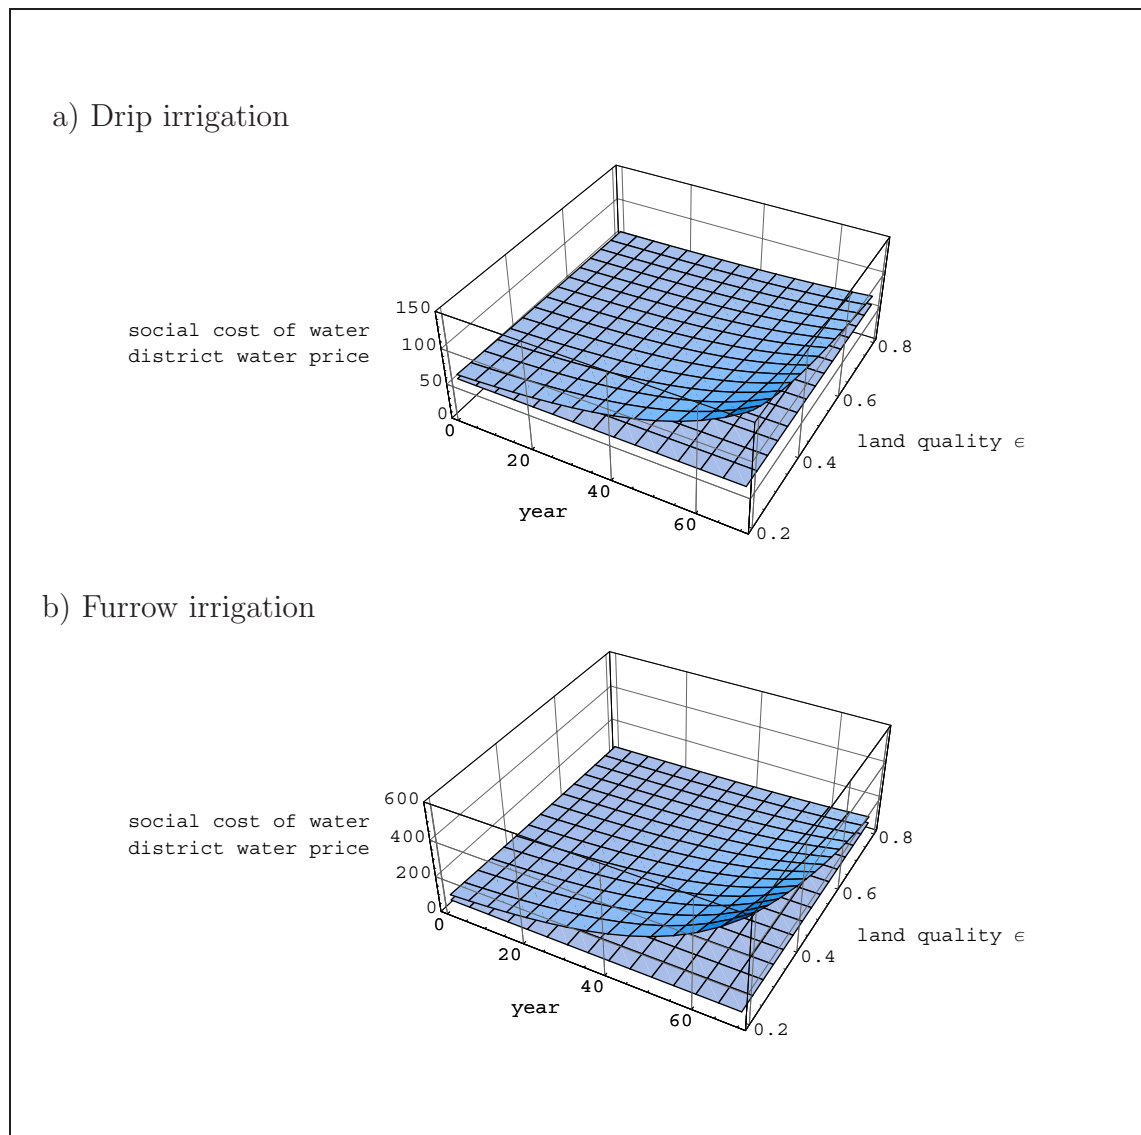 a) Drip irrigation
150
social cost of water
100
district water price
50
0
0
20
40
60
year
0.8
0.6
land quality ϵ
0.4
0.2
b) Furrow irrigation
600
social cost of water
400
district water price
200
0
0
20
40
60
year
0.8
0.6
land quality ϵ
0.4
0.2